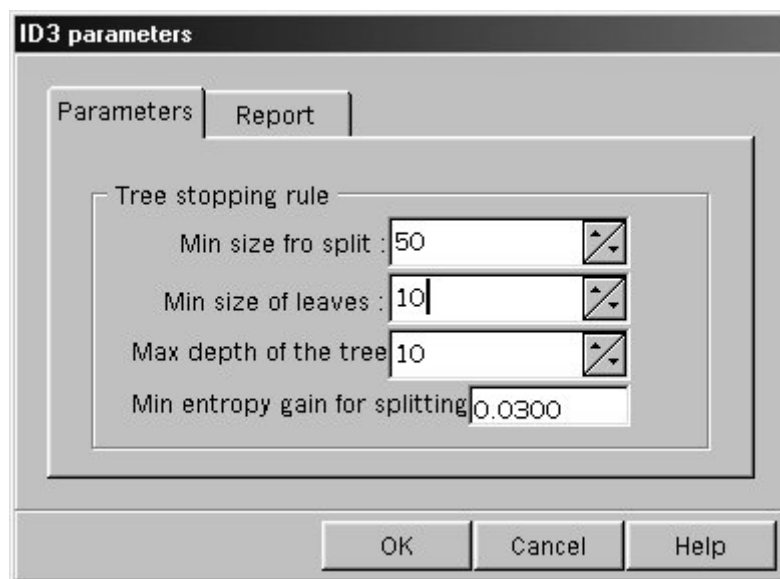 ID3 parameters
Parameters
Report
Tree stopping rule
Min size fro split : 50
Min size of leaves : 10
Max depth of the tree 10
Min entropy gain for splitting 0.0300
OK
Cancel
Help